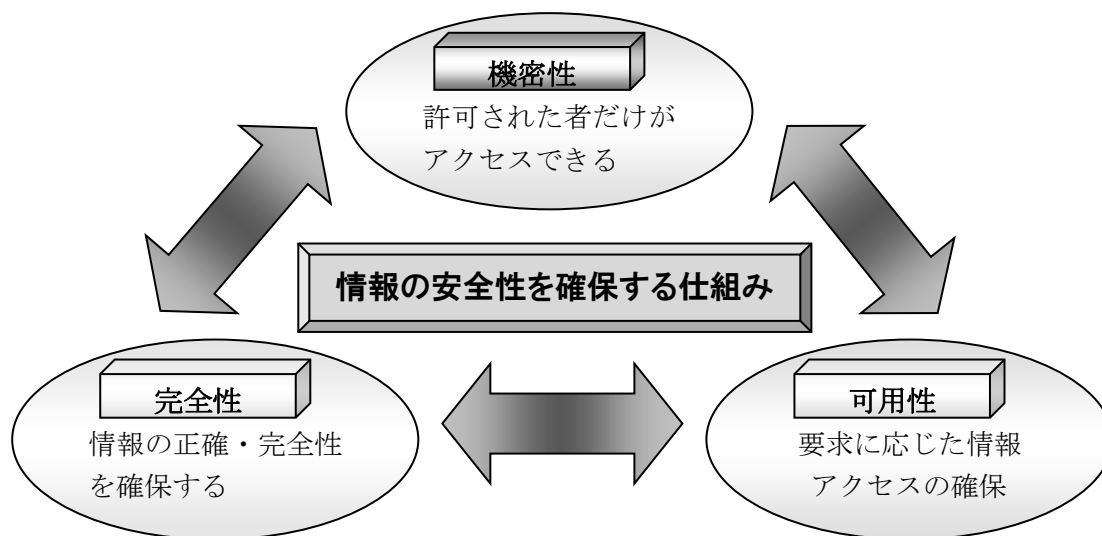 機密性
許可された者だけが
アクセスできる
情報の安全性を確保する仕組み
完全性
情報の正確・完全性
を確保する
可用性
要求に応じた情報
アクセスの確保